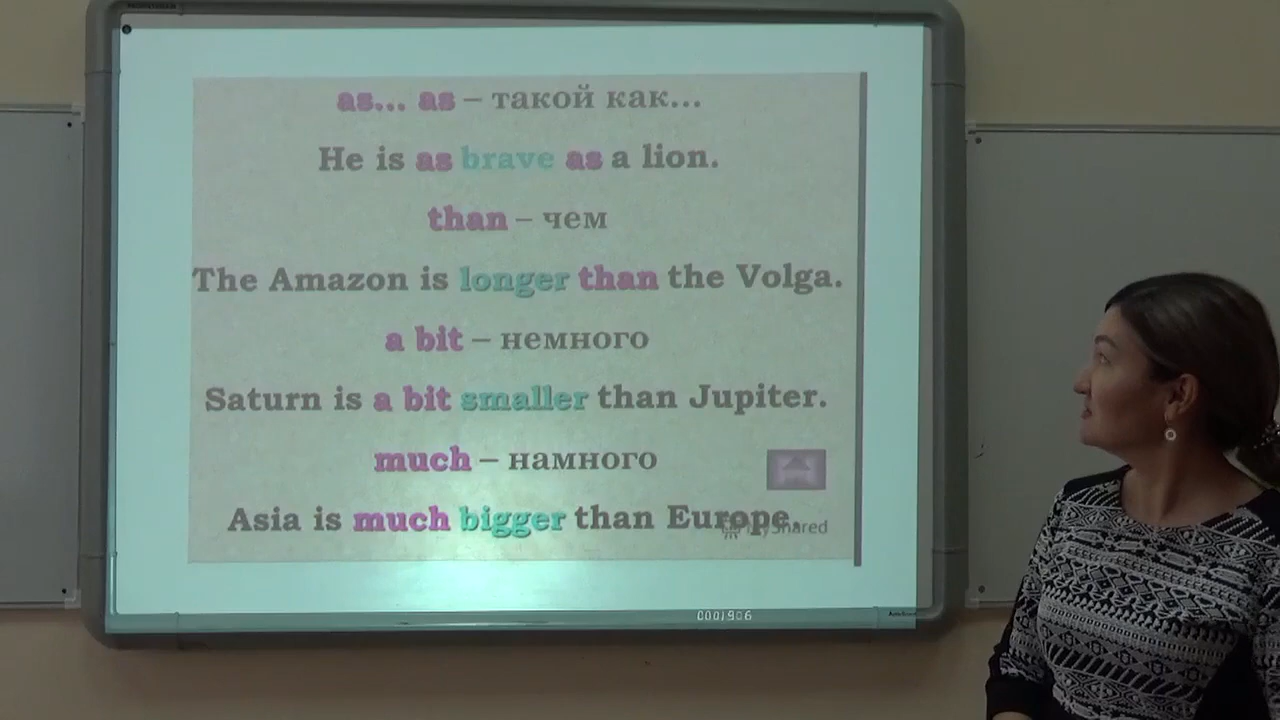 as... as – такой как...
He is as brave as a lion.
than – чем
The Amazon is longer than the Volga.
a bit – немного
Saturn is a bit smaller than Jupiter.
much – намного
Asia is much bigger than Europe.
MyShared
0001906